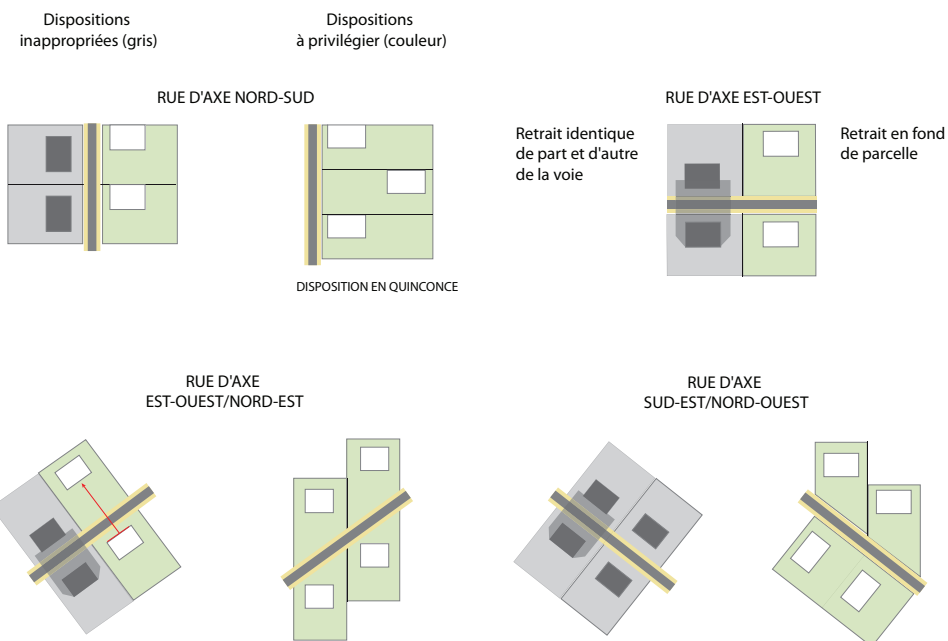 Dispositions
inappropriées (gris)
Dispositions
à privilégier (couleur)
RUE D'AXE NORD-SUD
RUE D'AXE EST-OUEST
Retrait identique
de part et d'autre
de la voie
Retrait en fond
de parcelle
DISPOSITION EN QUINCONCE
RUE D'AXE
EST-OUEST/NORD-EST
RUE D'AXE
SUD-EST/NORD-OUEST